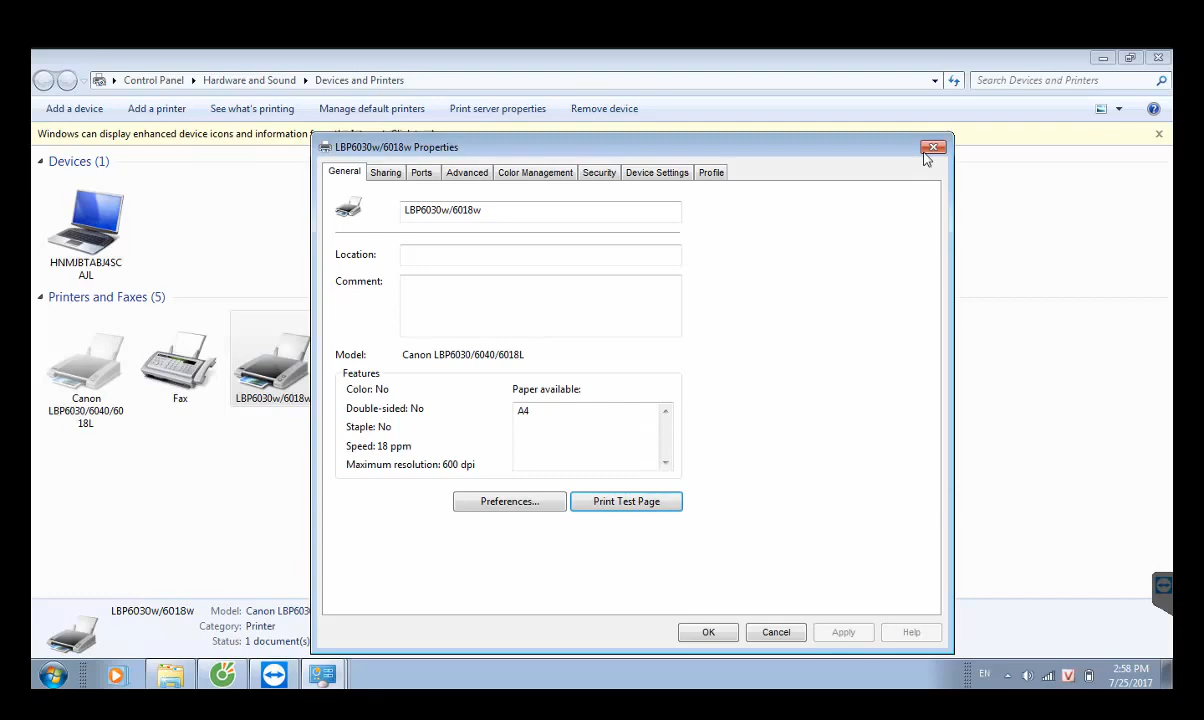 Control Panel Hardware and Sound Devices and Printers
Search Devices and Printers
Add a device Add a printer See what's printing Manage default printers Print server properties Remove device
Windows can display enhanced device icons and information
LBP6030w/6018w Properties
General Sharing Ports Advanced Color Management Security Device Settings Profile
LBP6030w/6018w
Location:
Comment:
Model: Canon LBP6030/6040/6018L
Features
Color: No
Double-sided: No
Staple: No
Speed: 18 ppm
Maximum resolution: 600 dpi
Paper available:
A4
Preferences... Print Test Page
OK Cancel Apply Help
Devices (1)
HNMJBTABJ4SC
AJL
Printers and Faxes (5)
Canon
LBP6030/6040/60
18L
Fax
LBP6030w/6018w
LBP6030w/6018w Model: Canon LBP603
Category: Printer
Status: 1 document(s)
EN
V
2:58 PM
7/25/2017